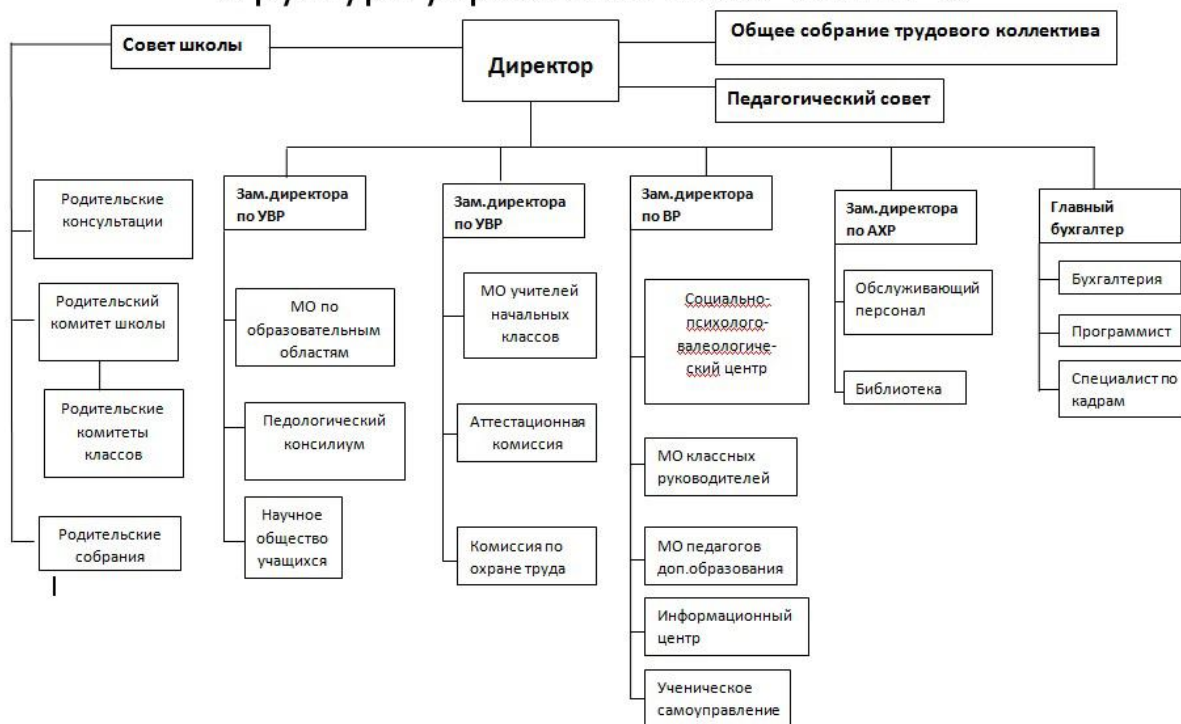 Совет школы
Директор
Общее собрание трудового коллектива
Педагогический совет
Родительские
консультации
Родительский
комитет школы
Родительские
комитеты
классов
Родительские
собрания
Зам.директора
по УВР
МО по
образовательным
областям
Педологический
консилиум
Научное
общество
учащихся
Зам.директора
по УВР
МО учителей
начальных
классов
Аттестационная
комиссия
Комиссия по
охране труда
Зам.директора
по ВР
Социально-
психолого-
валеологиче-
ский центр
МО классных
руководителей
МО педагогов
доп.образования
Информационный
центр
Ученическое
самоуправление
Зам.директора
по АХР
Обслуживающий
персонал
Библиотека
Главный
бухгалтер
Бухгалтерия
Программист
Специалист по
кадрам